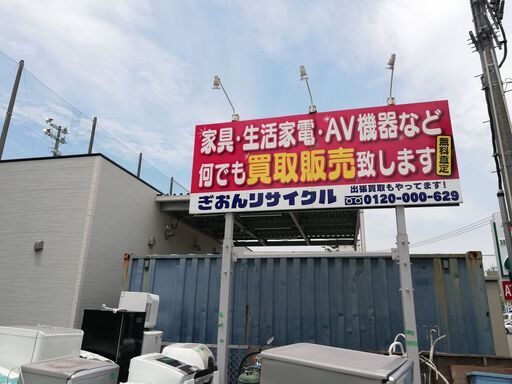 家具・生活家電・AV機器など
何でも買取販売致します
無料査定
ぎおんリサイクル
出張買取もやってます!
0120-000-629